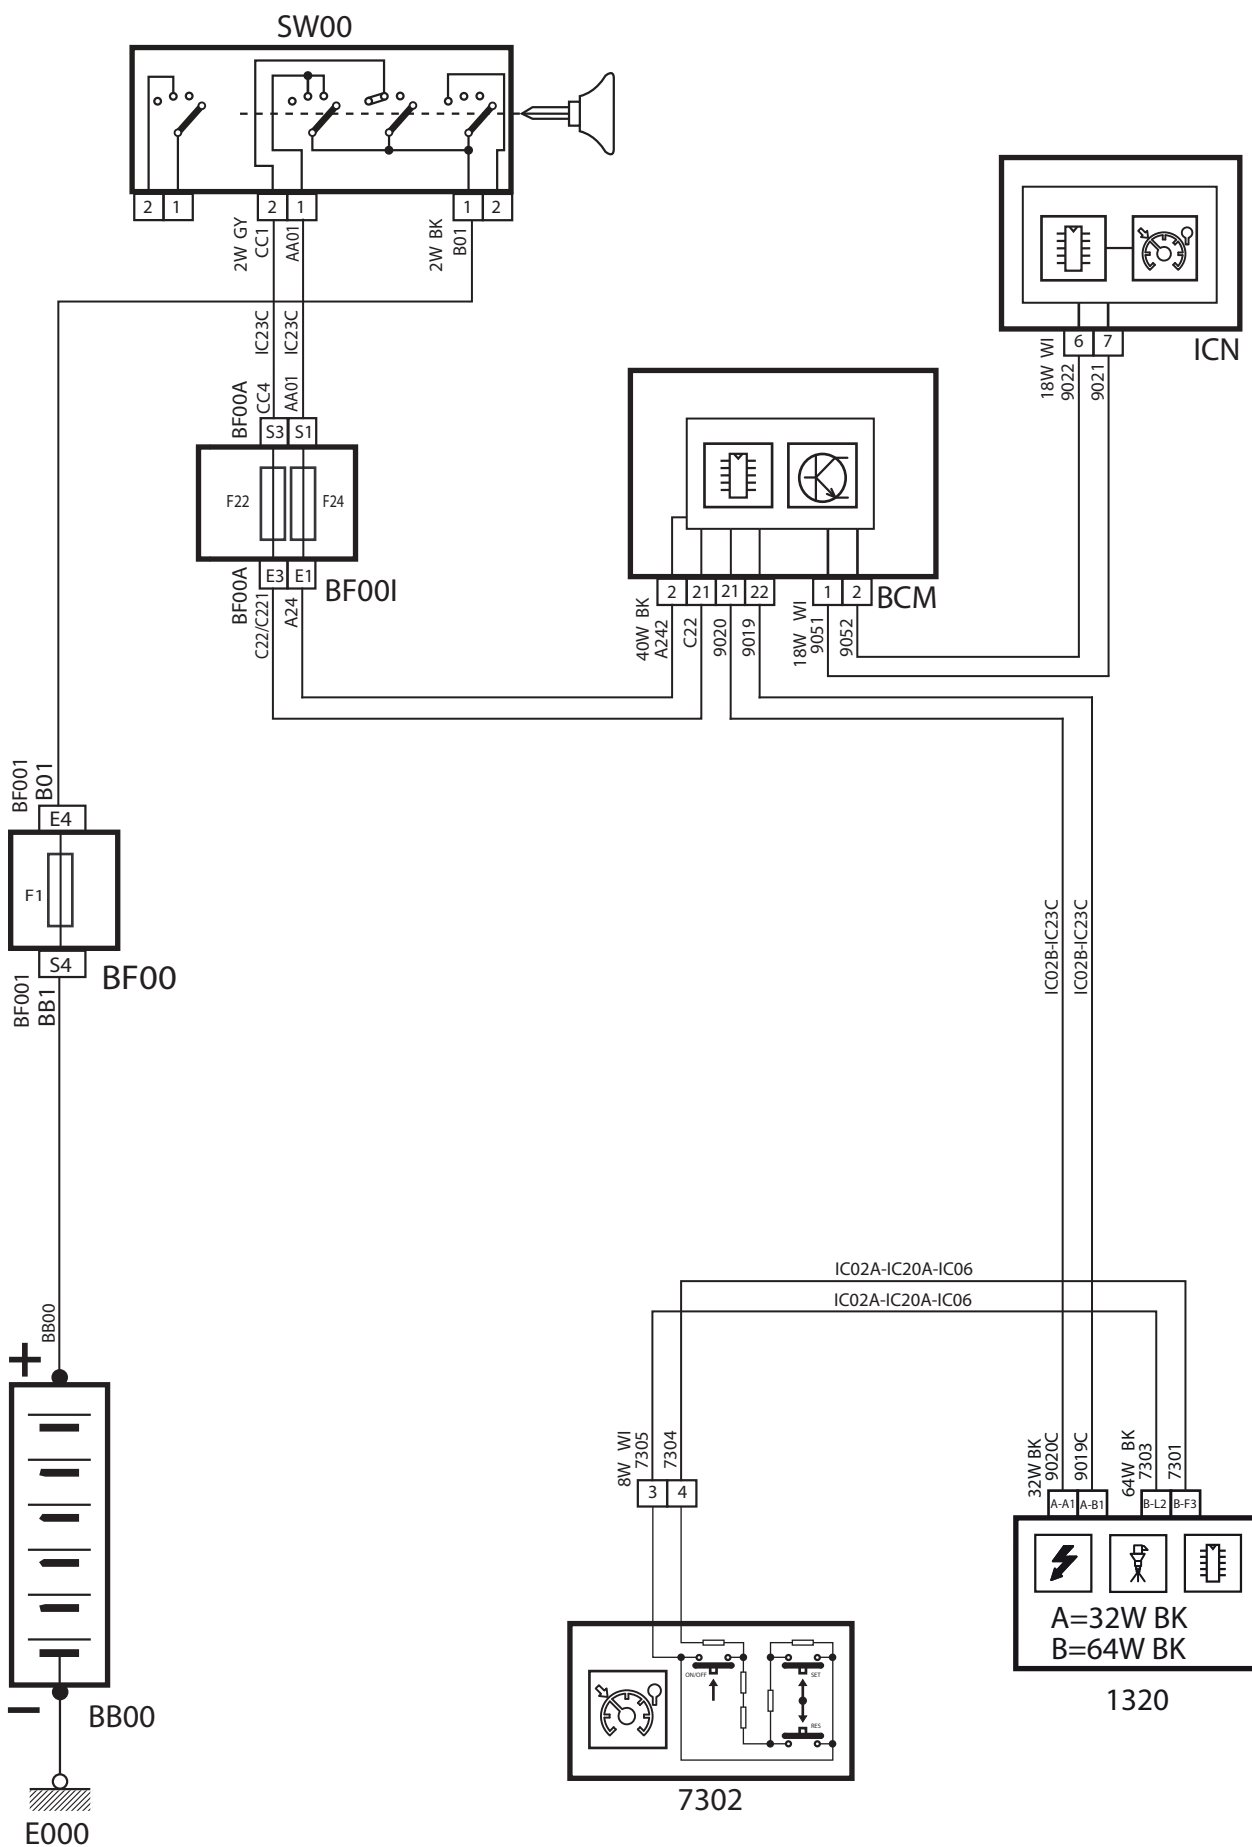 SW00
2 1
2 1
1 2
2W GY
CC1
AA01
2W BK
B01
IC23C
IC23C
BF00A
CC4
AA01
S3 S1
F22
F24
E3 E1
BF00I
BF00A
C22/C221
A24
6 7
ICN
18W WI
9022
9021
2 21 21 22
1 2
BCM
40W BK
A242
C22
9020
9019
18W WI
9051
9052
BF001
B01
E4
F1
S4
BF00
BF001
BB1
IC02B-IC23C
IC02B-IC23C
IC02A-IC20A-IC06
IC02A-IC20A-IC06
BB00
+
−
BB00
E000
8W WI
7305
7304
3 4
ON/OFF
SET
RES
7302
32W BK
9020C
9019C
64W BK
7303
7301
A-A1 A-B1
B-L2 B-F3
A=32W BK
B=64W BK
1320